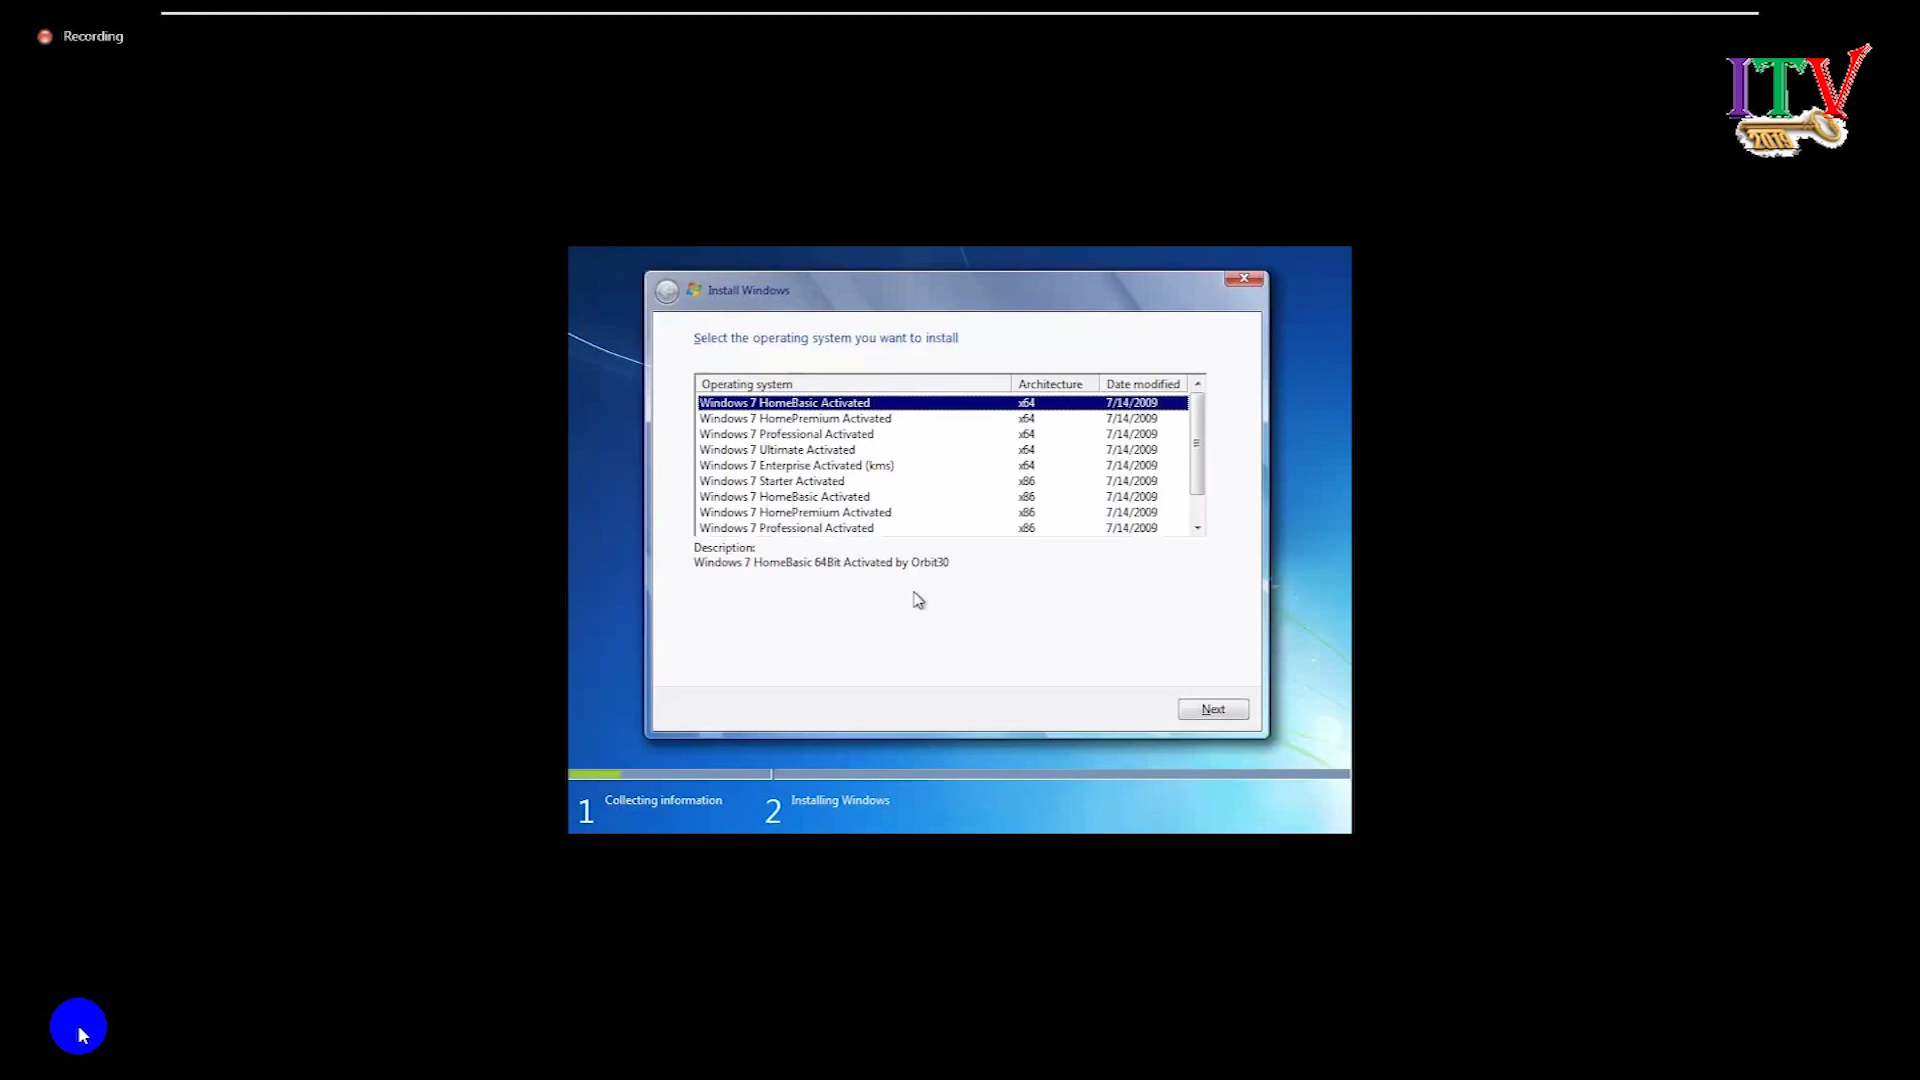 Recording
ITV
2019
Install Windows
Select the operating system you want to install
Operating system Architecture Date modified
Windows 7 HomeBasic Activated x64 7/14/2009
Windows 7 HomePremium Activated x64 7/14/2009
Windows 7 Professional Activated x64 7/14/2009
Windows 7 Ultimate Activated x64 7/14/2009
Windows 7 Enterprise Activated (kms) x64 7/14/2009
Windows 7 Starter Activated x86 7/14/2009
Windows 7 HomeBasic Activated x86 7/14/2009
Windows 7 HomePremium Activated x86 7/14/2009
Windows 7 Professional Activated x86 7/14/2009
Description:
Windows 7 HomeBasic 64Bit Activated by Orbit30
Next
1 Collecting information 2 Installing Windows